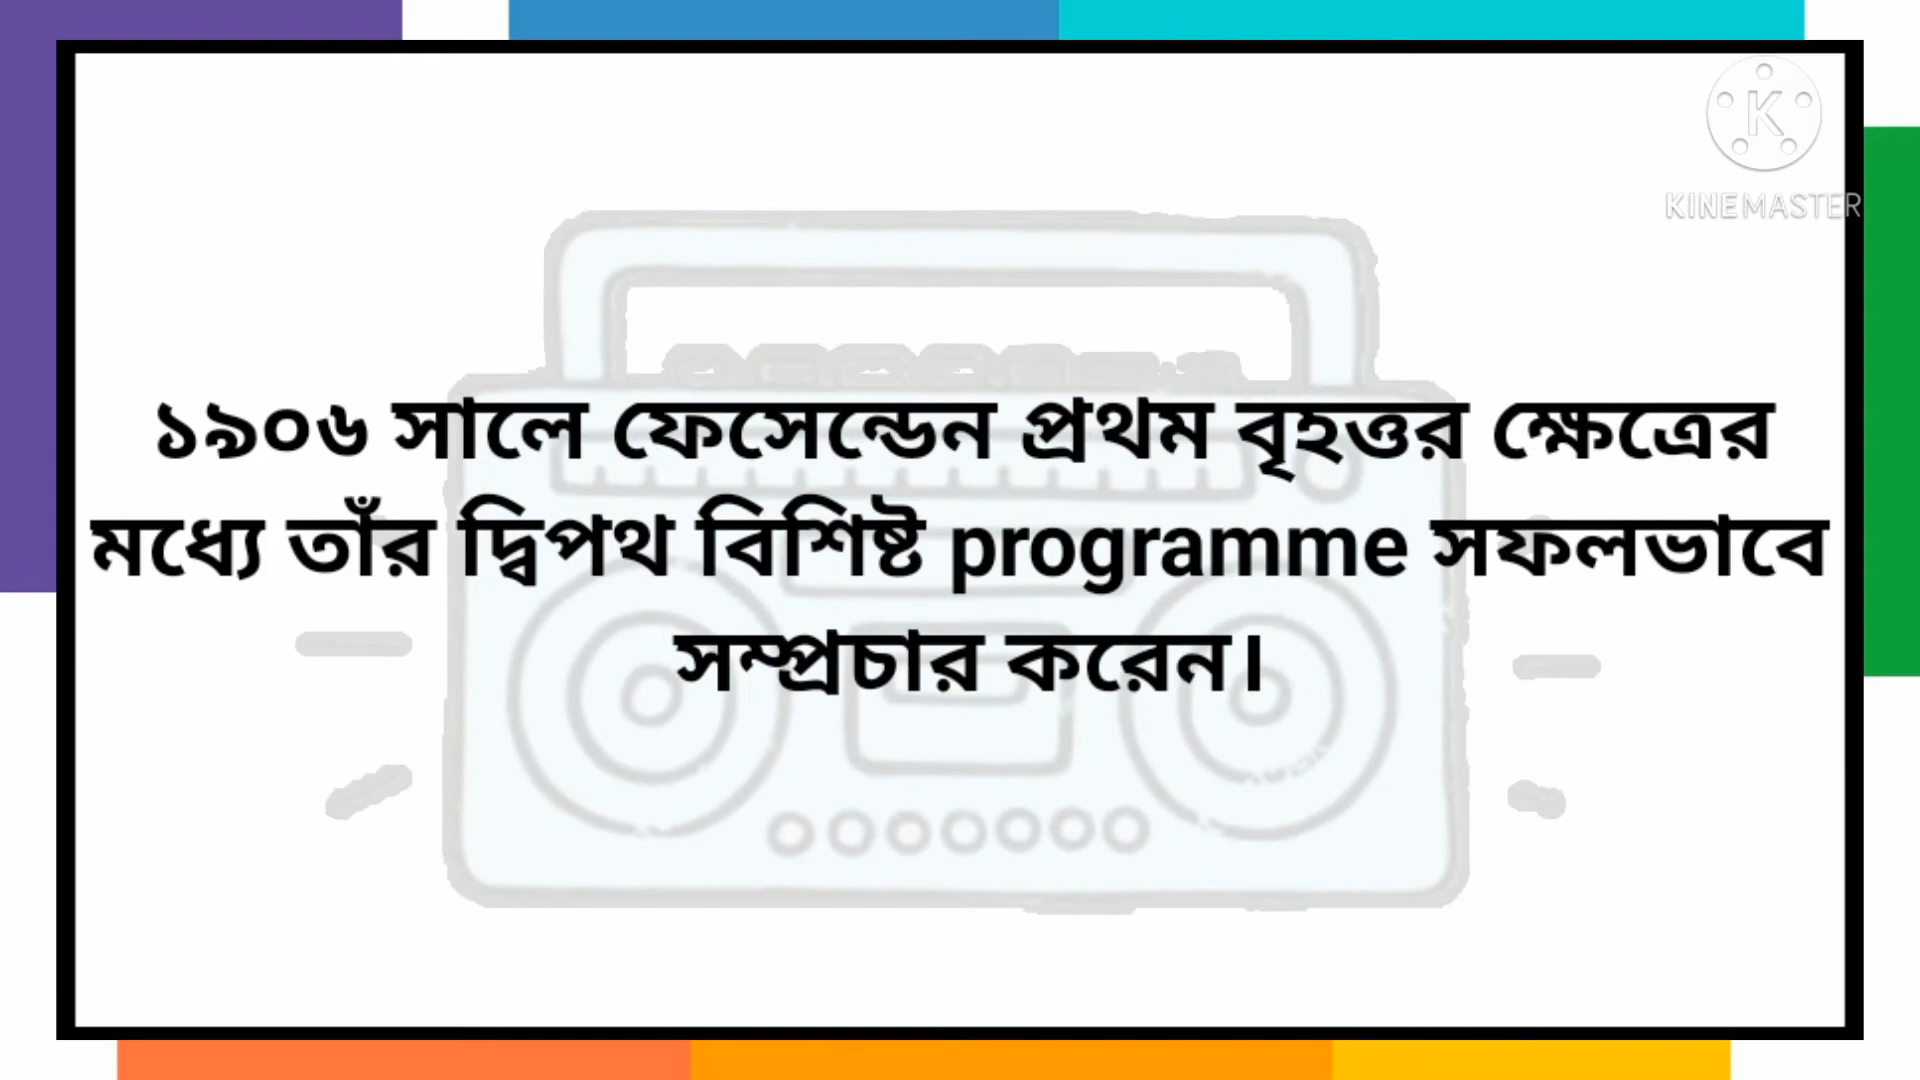 K
KINEMASTER
১৯০৬ সালে ফেসেন্ডেন প্রথম বৃহত্তর ক্ষেত্রের
মধ্যে তাঁর দ্বিপথ বিশিষ্ট programme সফলভাবে
সম্প্রচার করেন।